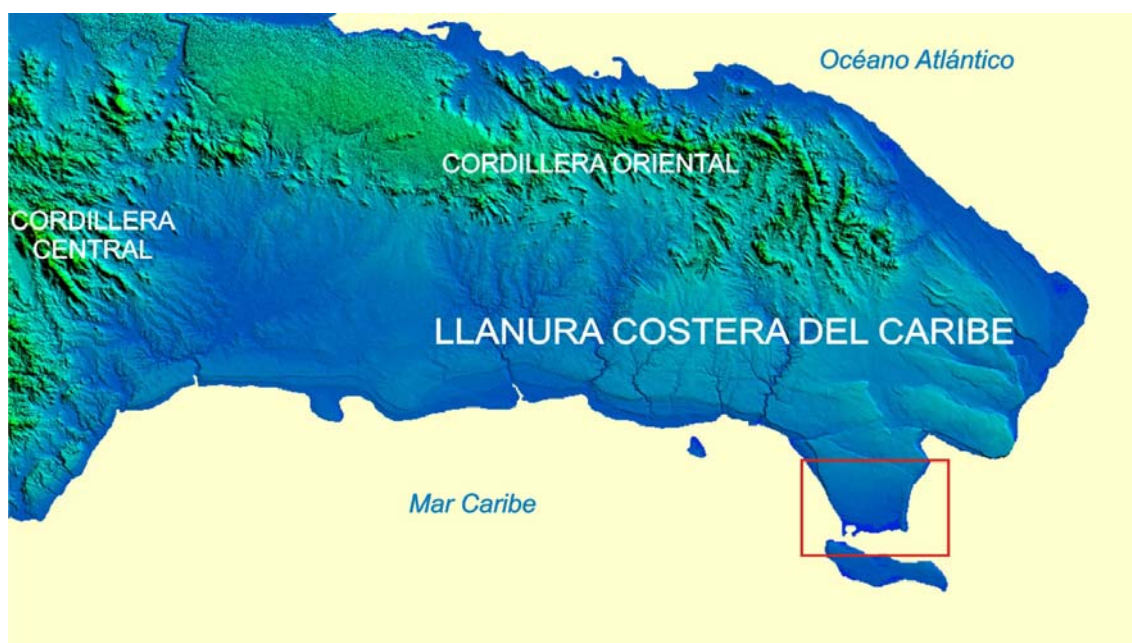 Océano Atlántico
CORDILLERA ORIENTAL
CORDILLERA
CENTRAL
LLANURA COSTERA DEL CARIBE
Mar Caribe